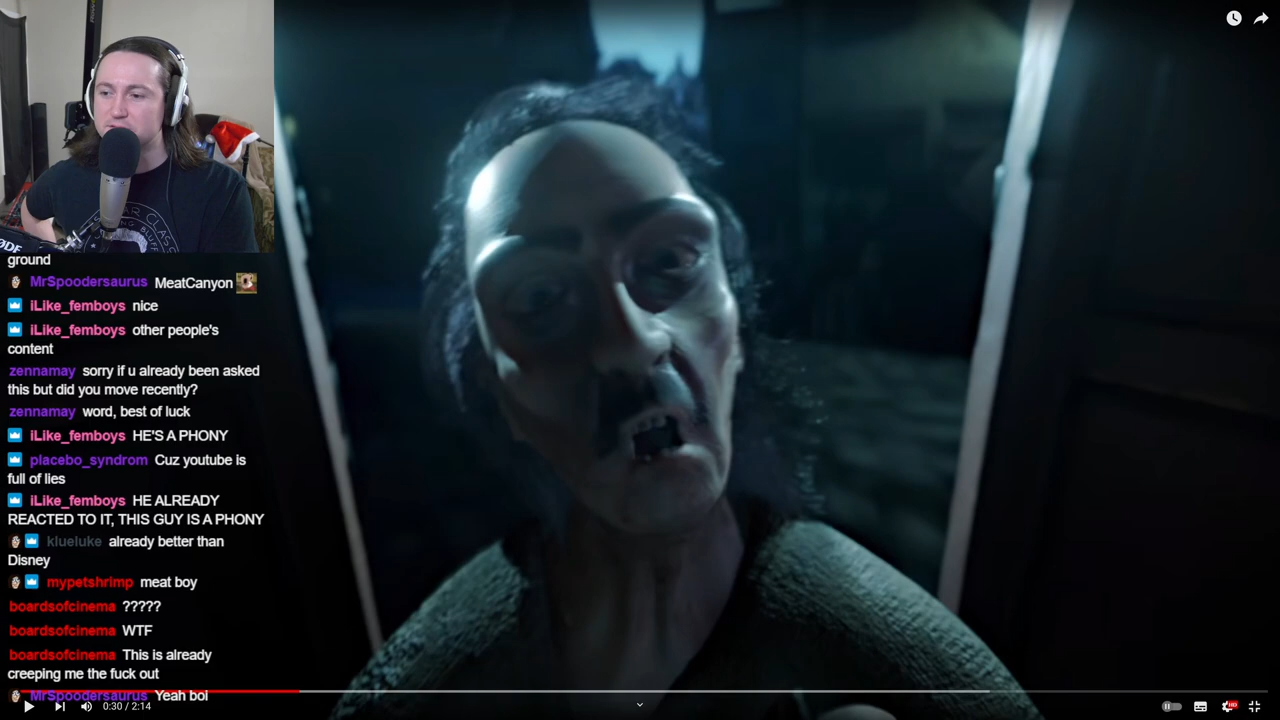 ground
MrSpoodersaurus MeatCanyon
iLike_femboys nice
iLike_femboys other people's
content
zennamay sorry if u already been asked
this but did you move recently?
zennamay word, best of luck
iLike_femboys HE'S A PHONY
placebo_syndrom Cuz youtube is
full of lies
iLike_femboys HE ALREADY
REACTED TO IT, THIS GUY IS A PHONY
klueluke already better than
Disney
mypetshrimp meat boy
boardsofcinema ?????
boardsofcinema WTF
boardsofcinema This is already
creeping me the fuck out
MrSpoodersaurus Yeah boi
0:30 / 2:14
HD